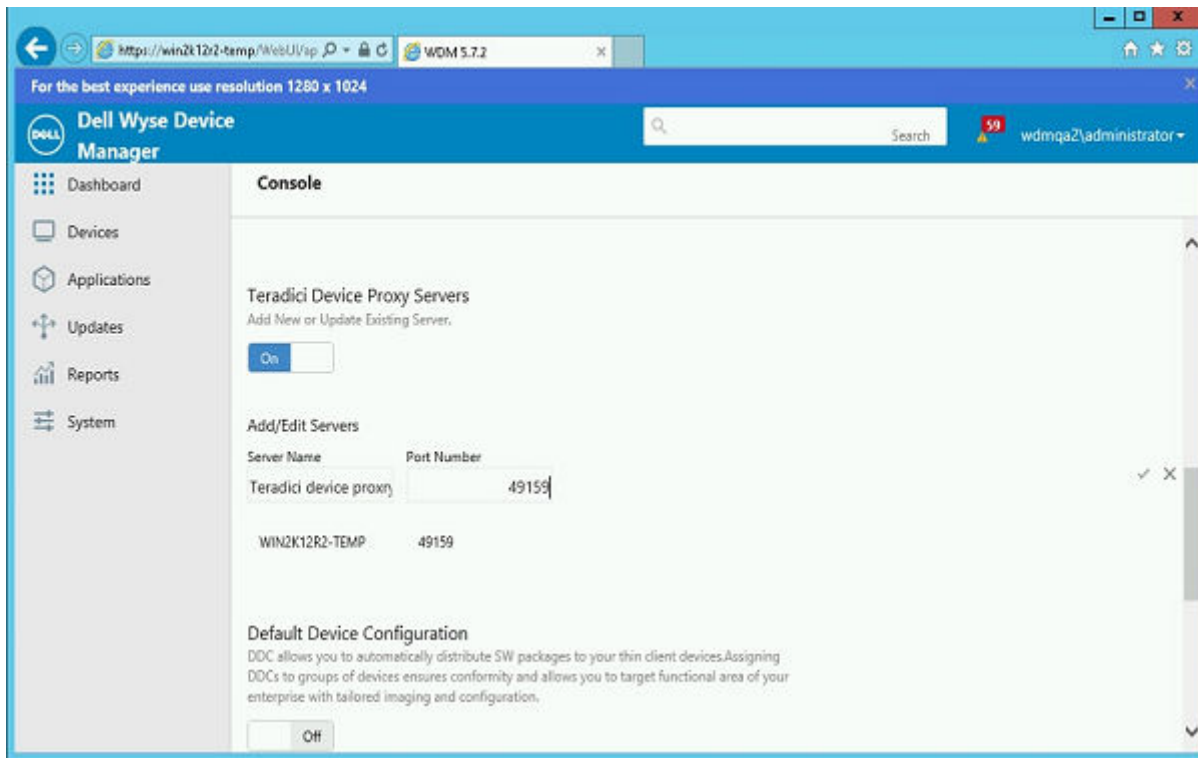 https://win2k12r2-temp/WebUI/sp
WDM 5.7.2
For the best experience use resolution 1280 x 1024
DELL
Dell Wyse Device
Manager
Search
59
wdmqa2\administrator
Dashboard
Devices
Applications
Updates
Reports
System
Console
Teradici Device Proxy Servers
Add New or Update Existing Server.
On
Add/Edit Servers
Server Name Port Number
Teradici device proxry 49159
WIN2K12R2-TEMP 49159
Default Device Configuration
DDC allows you to automatically distribute SW packages to your thin client devices.Assigning
DDCs to groups of devices ensures conformity and allows you to target functional area of your
enterprise with tailored imaging and configuration.
Off